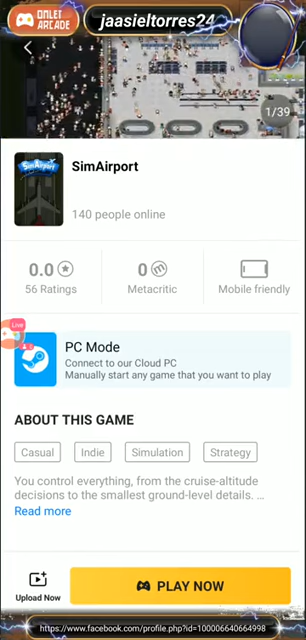 OMLET
ARCADE
jaasieltorres24
1/39
SimAirport
SimAirport
140 people online
0.0
0
56 Ratings
Metacritic
Mobile friendly
Live
PC Mode
Connect to our Cloud PC
Manually start any game that you want to play
ABOUT THIS GAME
Casual
Indie
Simulation
Strategy
You control everything, from the cruise-altitude
decisions to the smallest ground-level details. ...
Read more
Upload Now
PLAY NOW
https://www.facebook.com/profile.php?id=100006640664998